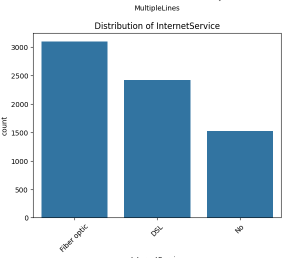 MultipleLines
Distribution of InternetService
3000
2500
2000
1500
1000
500
0
count
Fiber optic
DSL
No